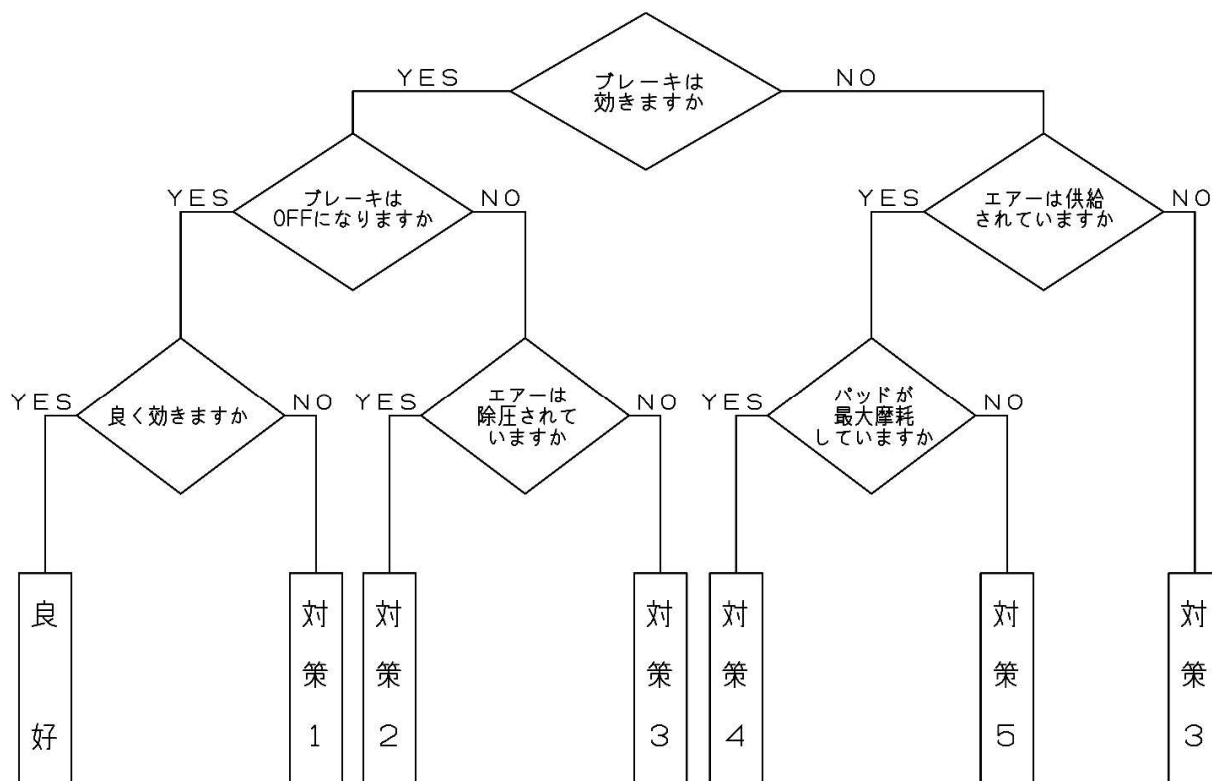 ブレーキは
効きますか
YES
NO
ブレーキは
OFFになりますか
YES
NO
エアーは供給
されていますか
YES
NO
良く効きますか
YES
NO
エアーは
除圧されて
いますか
YES
NO
パッドが
最大摩耗
していますか
YES
NO
良好
対策1
対策2
対策3
対策4
対策5
対策3